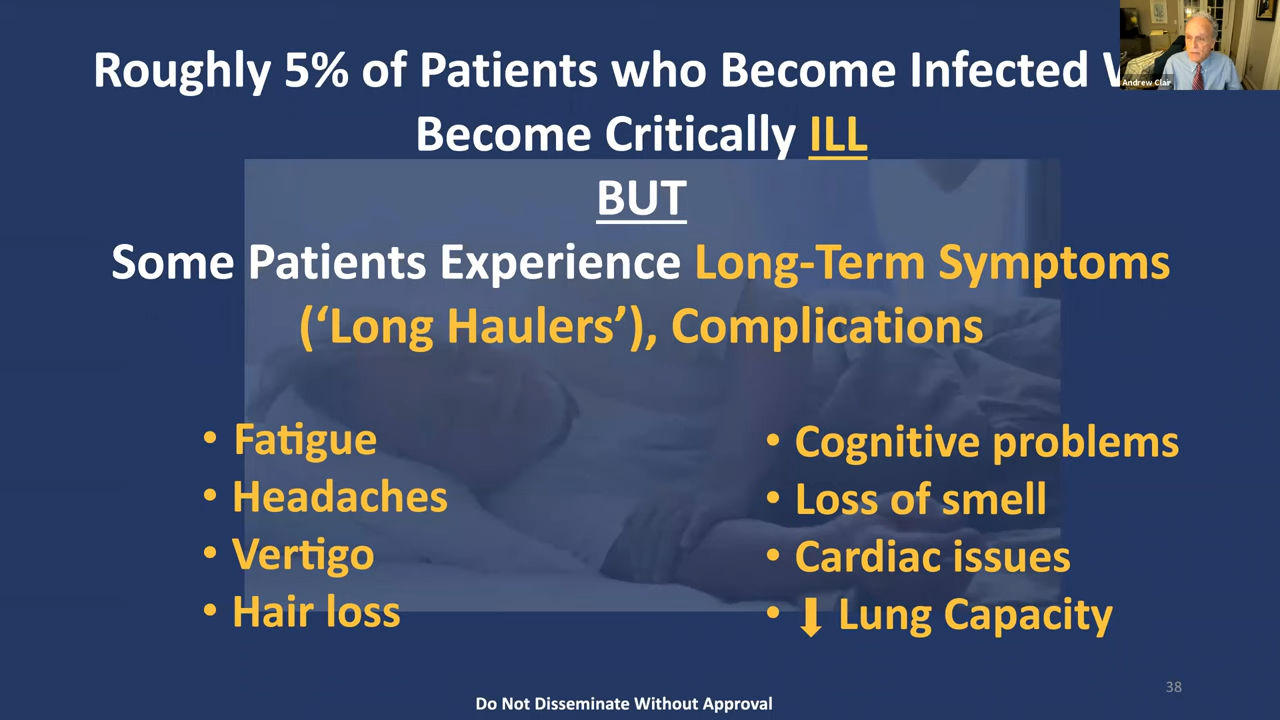 Roughly 5% of Patients who Become Infected
Become Critically ILL
BUT
Some Patients Experience Long-Term Symptoms
(‘Long Haulers’), Complications
• Fatigue
• Headaches
• Vertigo
• Hair loss
• Cognitive problems
• Loss of smell
• Cardiac issues
• ⬇ Lung Capacity
38
Do Not Disseminate Without Approval
Andrew Clair